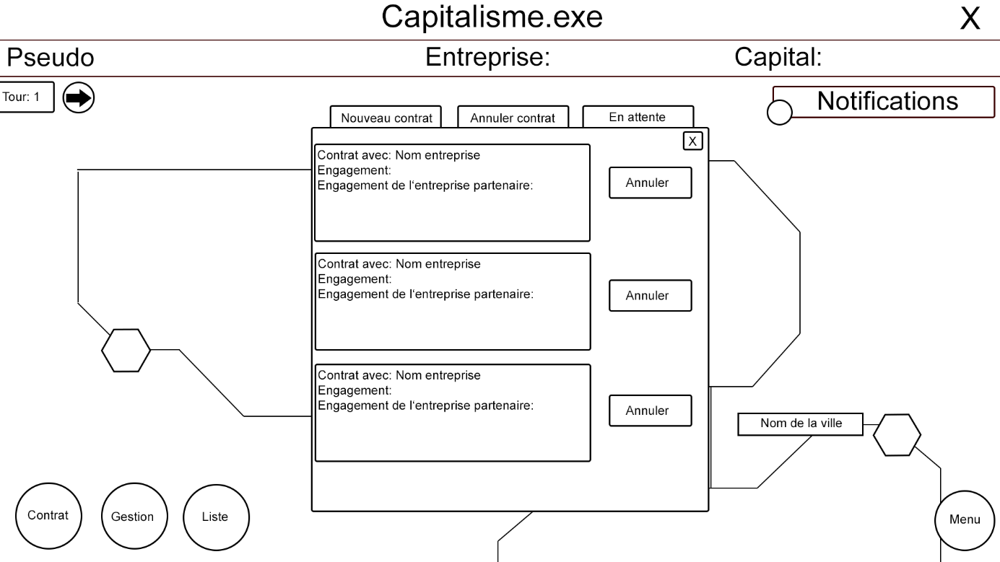 Capitalisme.exe
X
Pseudo
Entreprise:
Capital:
Tour: 1
Notifications
Nouveau contrat
Annuler contrat
En attente
X
Contrat avec: Nom entreprise
Engagement:
Engagement de l'entreprise partenaire:
Annuler
Contrat avec: Nom entreprise
Engagement:
Engagement de l'entreprise partenaire:
Annuler
Contrat avec: Nom entreprise
Engagement:
Engagement de l'entreprise partenaire:
Annuler
Nom de la ville
Contrat
Gestion
Liste
Menu